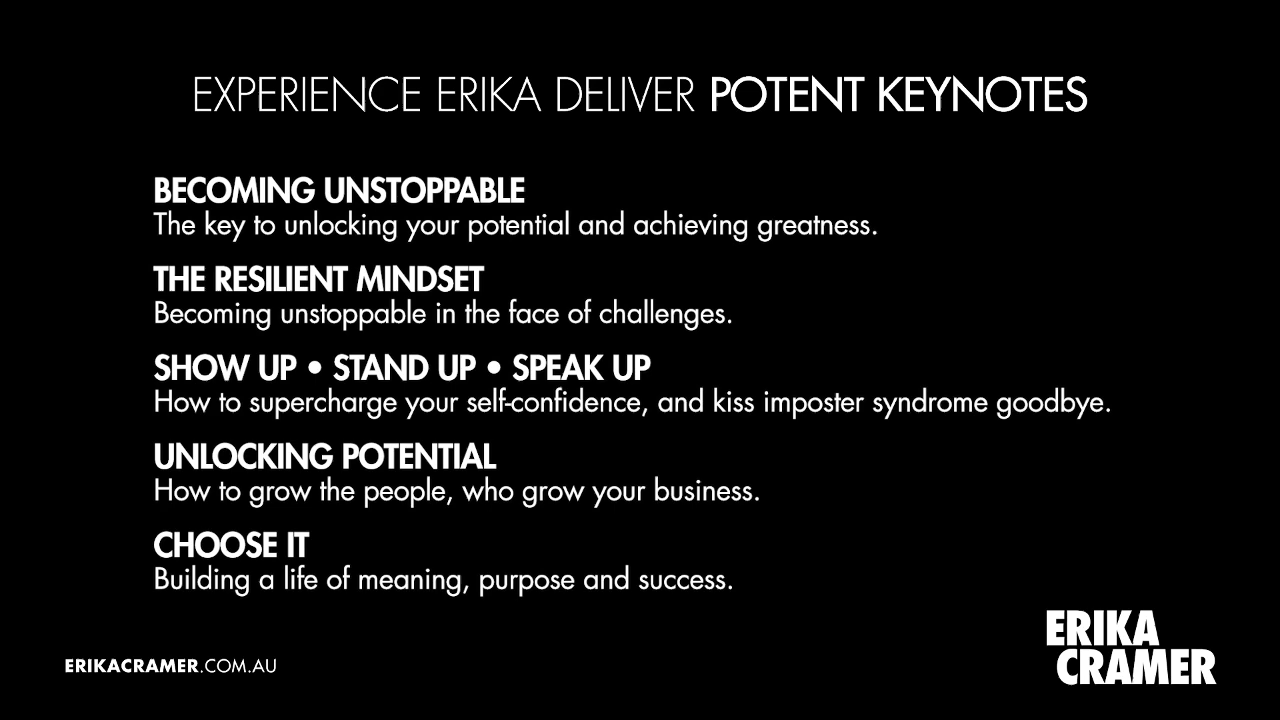 EXPERIENCE ERIKA DELIVER POTENT KEYNOTES
BECOMING UNSTOPPABLE
The key to unlocking your potential and achieving greatness.
THE RESILIENT MINDSET
Becoming unstoppable in the face of challenges.
SHOW UP • STAND UP • SPEAK UP
How to supercharge your self-confidence, and kiss imposter syndrome goodbye.
UNLOCKING POTENTIAL
How to grow the people, who grow your business.
CHOOSE IT
Building a life of meaning, purpose and success.
ERIKACRAMER.COM.AU
ERIKA
CRAMER